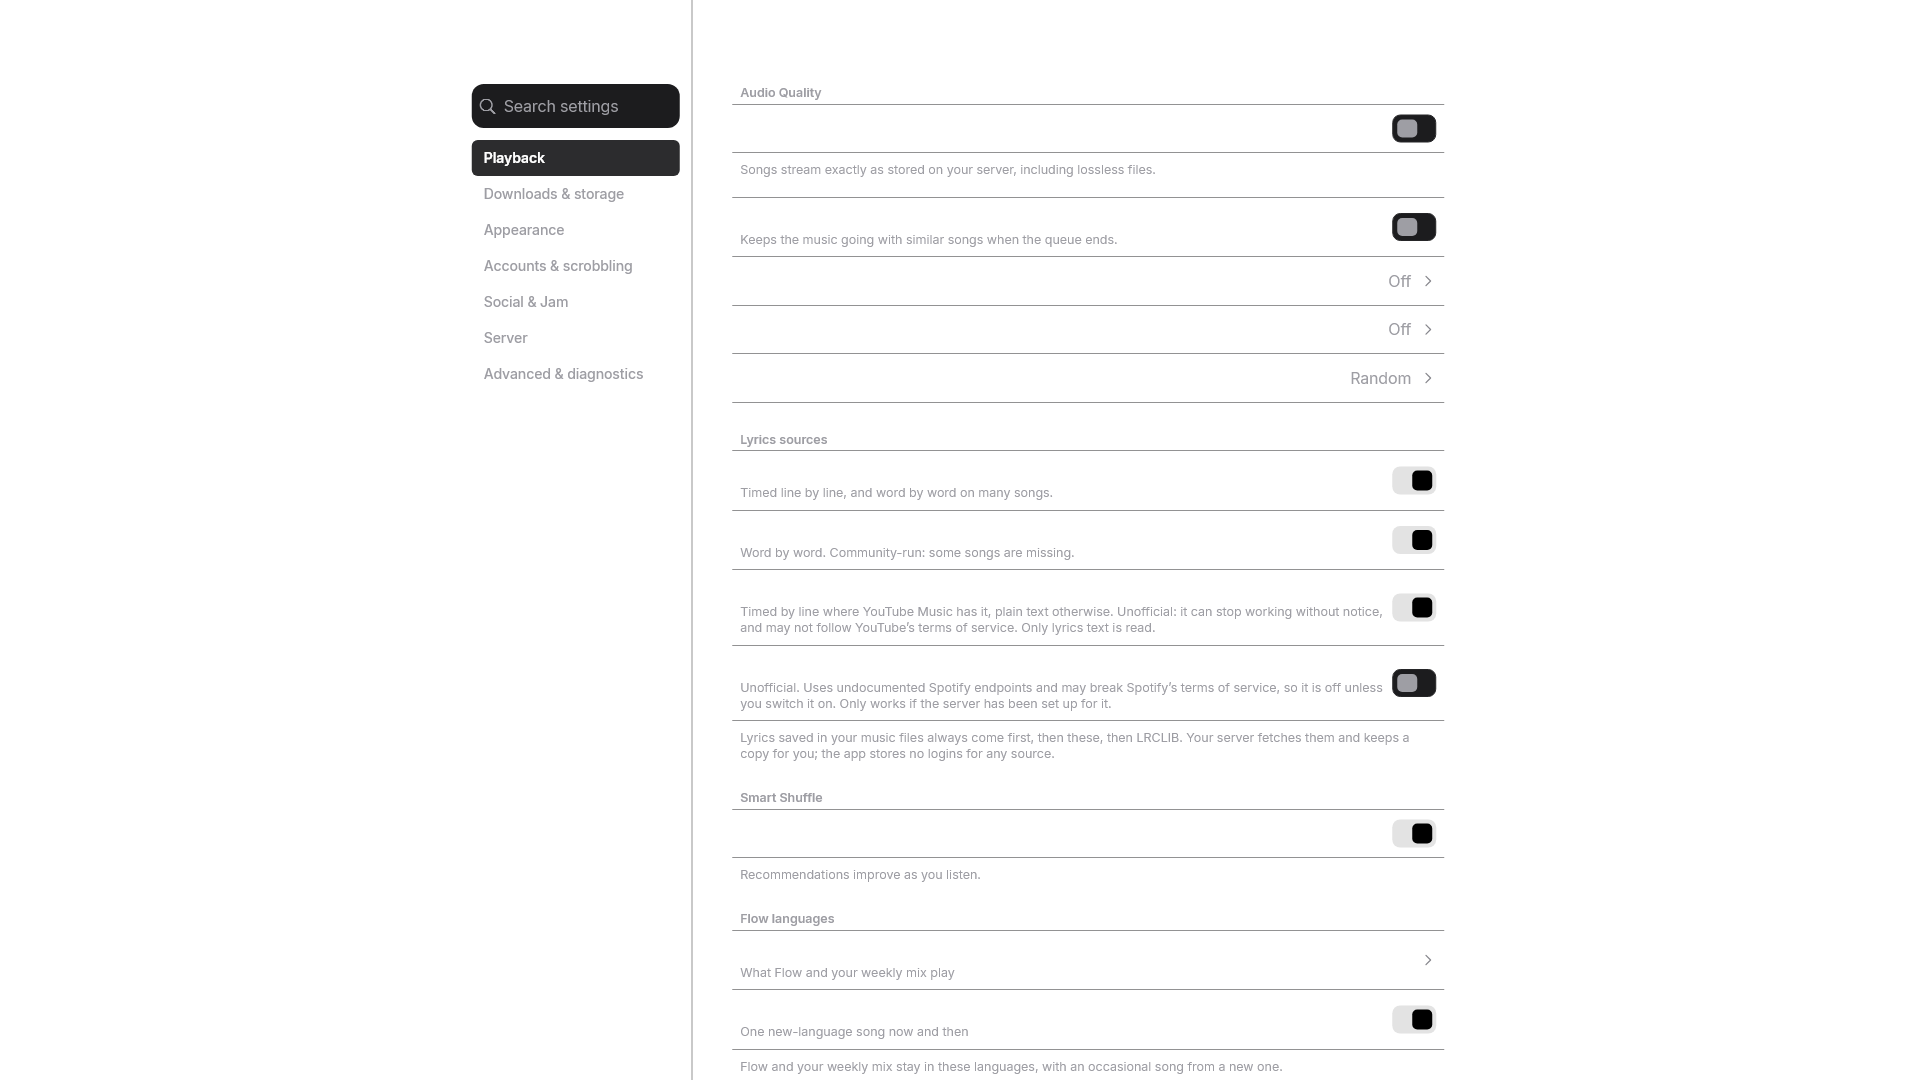 Search settings
Playback
Downloads & storage
Appearance
Accounts & scrobbling
Social & Jam
Server
Advanced & diagnostics
Audio Quality
Songs stream exactly as stored on your server, including lossless files.
Keeps the music going with similar songs when the queue ends.
Off
Off
Random
Lyrics sources
Timed line by line, and word by word on many songs.
Word by word. Community-run: some songs are missing.
Timed by line where YouTube Music has it, plain text otherwise. Unofficial: it can stop working without notice,
and may not follow YouTube’s terms of service. Only lyrics text is read.
Unofficial. Uses undocumented Spotify endpoints and may break Spotify’s terms of service, so it is off unless
you switch it on. Only works if the server has been set up for it.
Lyrics saved in your music files always come first, then these, then LRCLIB. Your server fetches them and keeps a
copy for you; the app stores no logins for any source.
Smart Shuffle
Recommendations improve as you listen.
Flow languages
What Flow and your weekly mix play
One new-language song now and then
Flow and your weekly mix stay in these languages, with an occasional song from a new one.